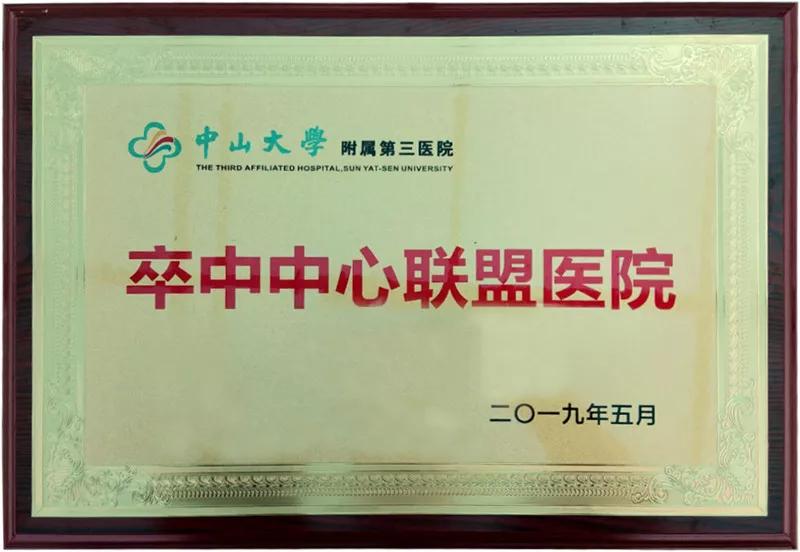 中山大學 附属第三医院
THE THIRD AFFILIATED HOSPITAL,SUN YAT-SEN UNIVERSITY
卒中中心联盟医院
二〇一九年五月